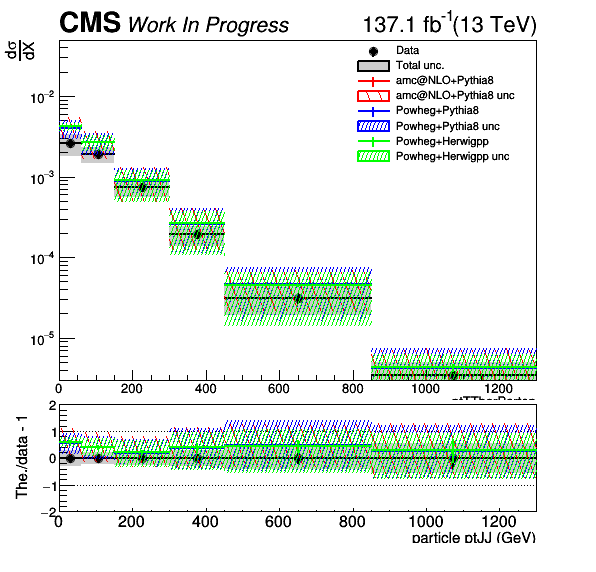 CMS Work In Progress 137.1 fb-1(13 TeV)
dσ
dX
Data
Total unc.
amc@NLO+Pythia8
amc@NLO+Pythia8 unc
Powheg+Pythia8
Powheg+Pythia8 unc
Powheg+Herwigpp
Powheg+Herwigpp unc
10−2
10−3
10−4
10−5
0 200 400 600 800 1000 1200
The./data - 1
2
1
0
−1
−2
0 200 400 600 800 1000 1200
particle ptJJ (GeV)